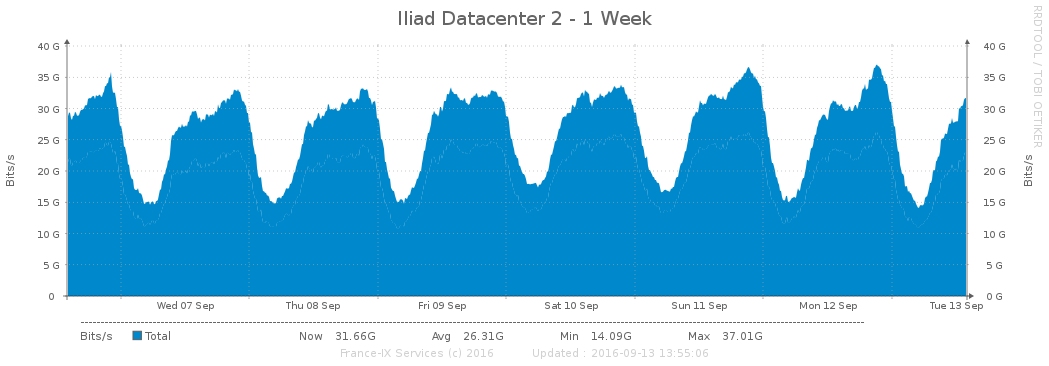 Iliad Datacenter 2 - 1 Week
RRDTOOL / TOBI OETIKER
Bits/s
40 G
35 G
30 G
25 G
20 G
15 G
10 G
5 G
0
40 G
35 G
30 G
25 G
20 G
15 G
10 G
5 G
0 G
Bits/s
Wed 07 Sep Thu 08 Sep Fri 09 Sep Sat 10 Sep Sun 11 Sep Mon 12 Sep Tue 13 Sep
Bits/s Total Now 31.66G Avg 26.31G Min 14.09G Max 37.01G
France-IX Services (c) 2016 Updated : 2016-09-13 13:55:06